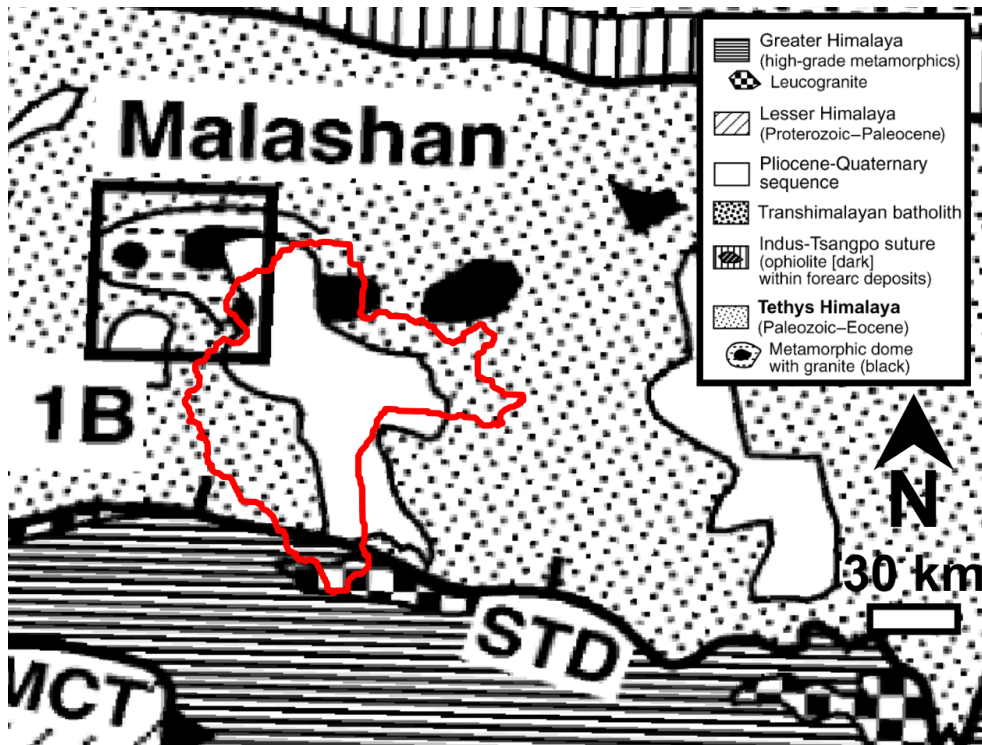 Malashan
1B
STD
MCT
Greater Himalaya
(high-grade metamorphics)
Leucogranite
Lesser Himalaya
(Proterozoic–Paleocene)
Pliocene-Quaternary
sequence
Transhimalayan batholith
Indus-Tsangpo suture
(ophiolite [dark]
within forearc deposits)
Tethys Himalaya
(Paleozoic–Eocene)
Metamorphic dome
with granite (black)
N
30 km